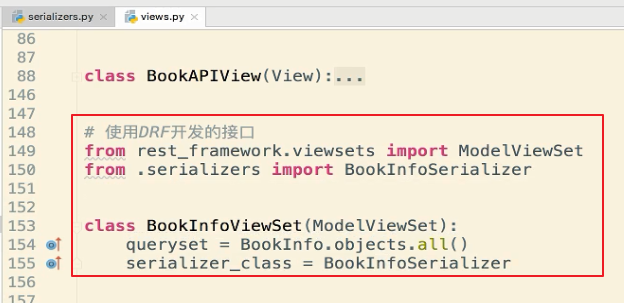 serializers.py views.py
86
87
88 class BookAPIView(View):...
146
147
148 # 使用DRF开发的接口
149 from rest_framework.viewsets import ModelViewSet
150 from .serializers import BookInfoSerializer
151
152
153 class BookInfoViewSet(ModelViewSet):
154 queryset = BookInfo.objects.all()
155 serializer_class = BookInfoSerializer
156
157